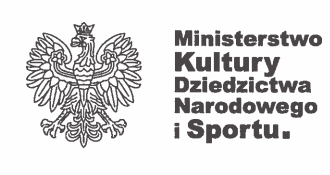 Ministerstwo
Kultury
Dziedzictwa
Narodowego
i Sportu.